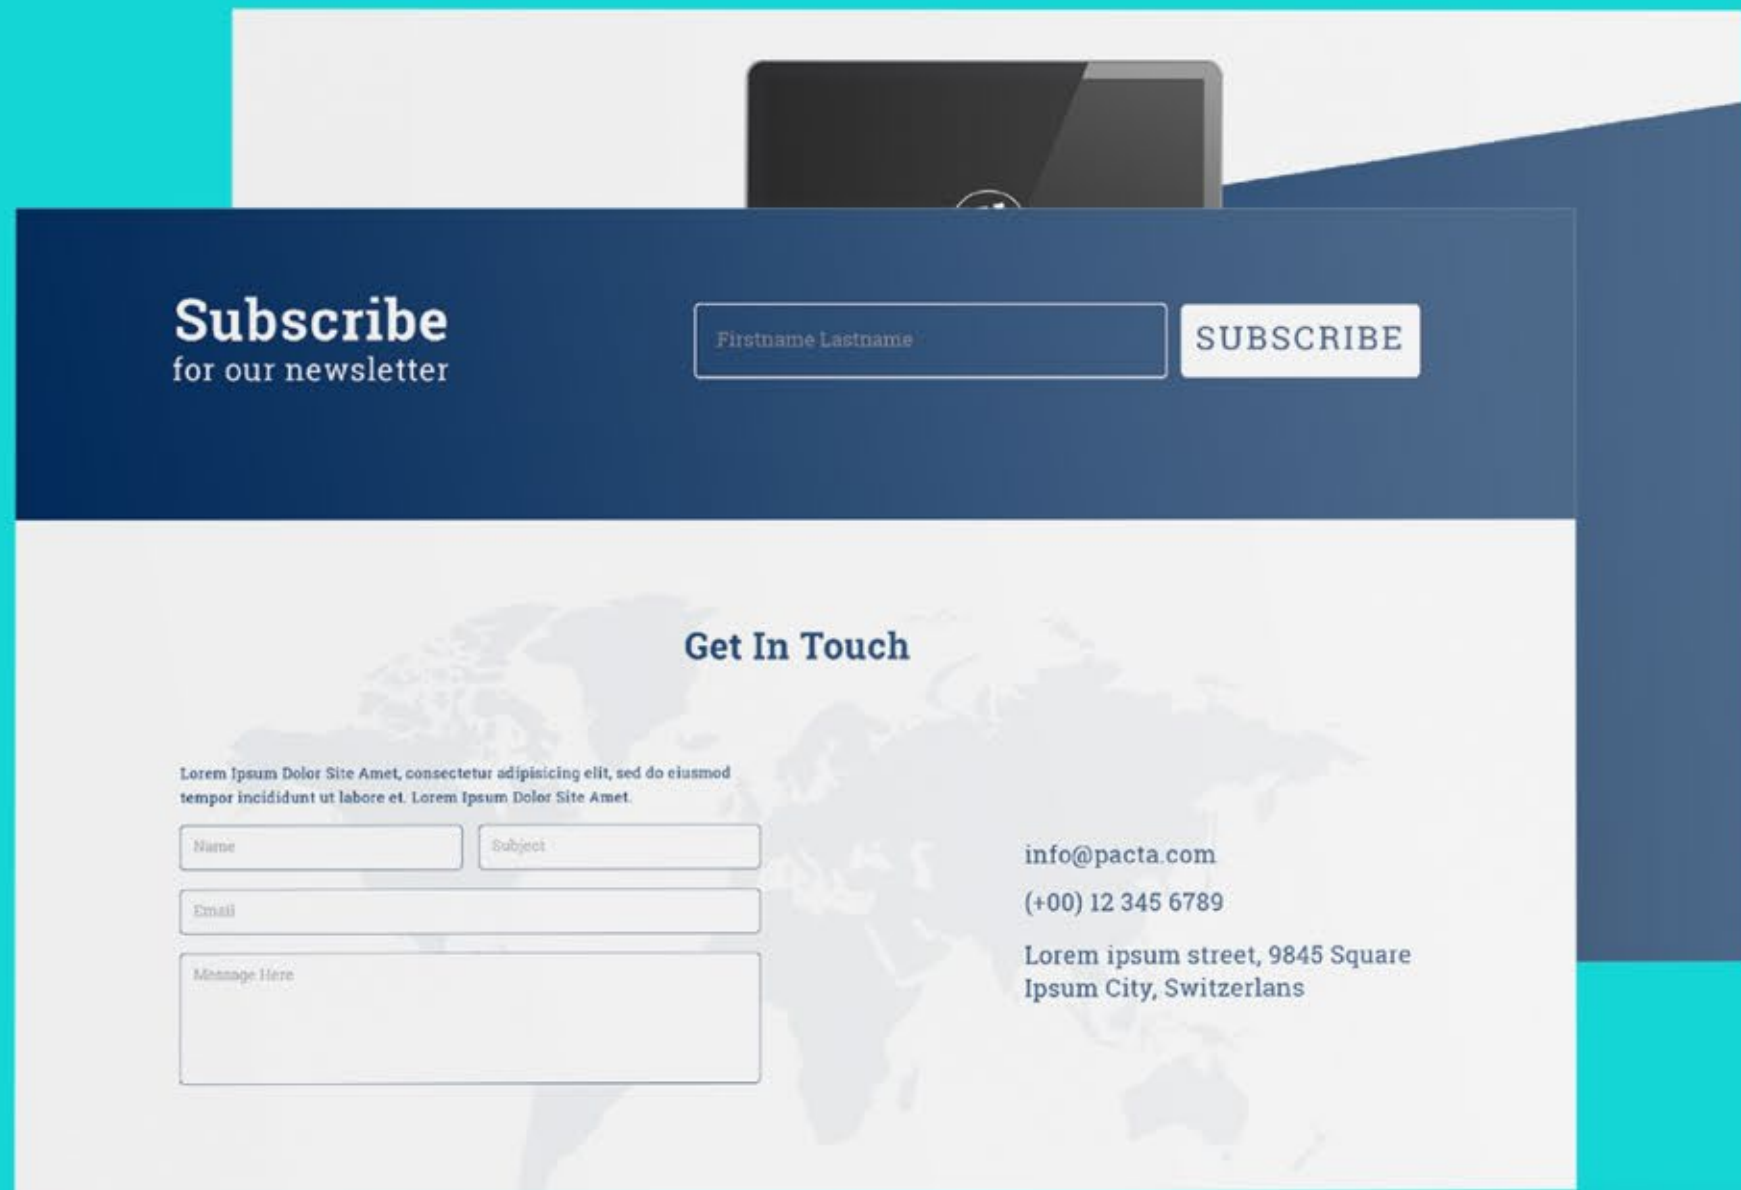 Subscribe
for our newsletter
Firstname Lastname
SUBSCRIBE
Get In Touch
Lorem Ipsum Dolor Site Amet, consectetur adipisicing elit, sed do eiusmod
tempor incididunt ut labore et. Lorem Ipsum Dolor Site Amet.
Name
Subject
Email
Message Here
info@pacta.com
(+00) 12 345 6789
Lorem ipsum street, 9845 Square
Ipsum City, Switzerlans